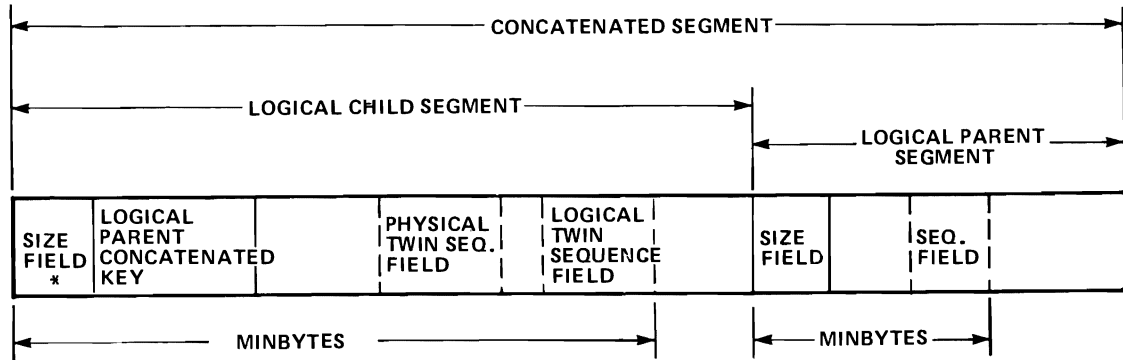 CONCATENATED SEGMENT
LOGICAL CHILD SEGMENT
LOGICAL PARENT
SEGMENT
SIZE
FIELD
*
LOGICAL
PARENT
CONCATENATED
KEY
PHYSICAL
TWIN SEQ.
FIELD
LOGICAL
TWIN
SEQUENCE
FIELD
SIZE
FIELD
SEQ.
FIELD
MINBYTES
MINBYTES